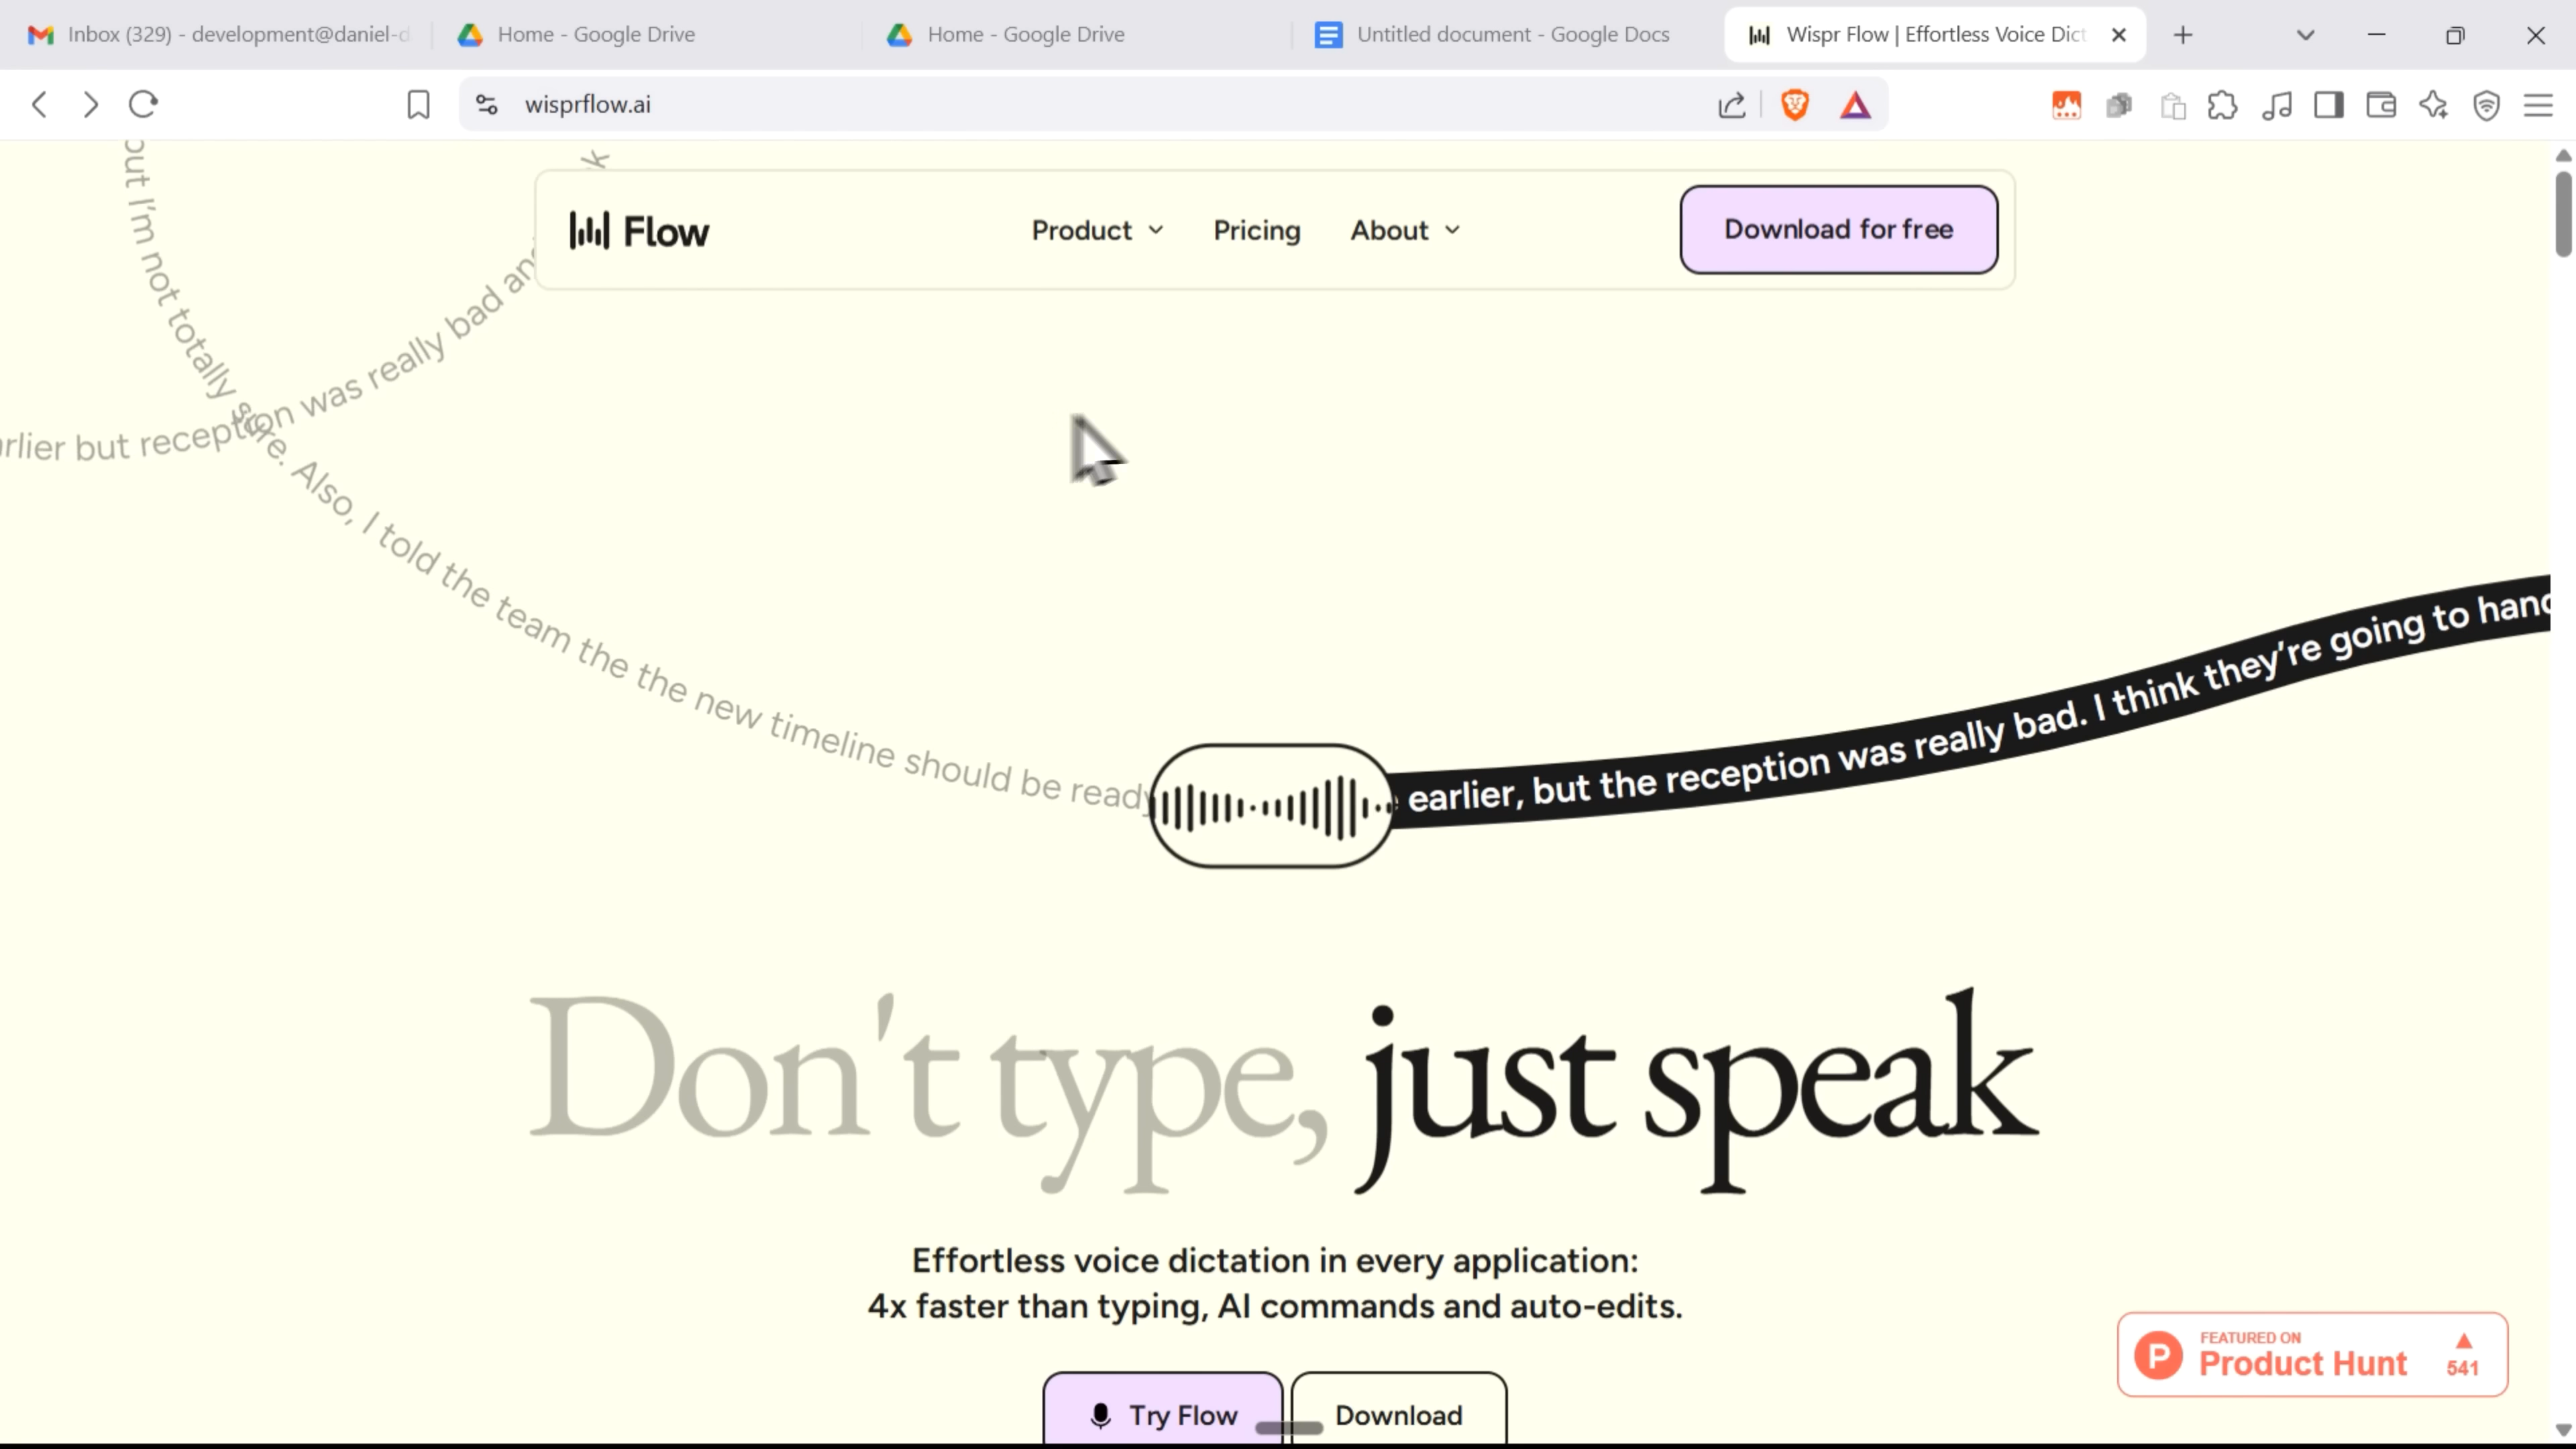 Inbox (329) - development@daniel-d
Home - Google Drive
Home - Google Drive
Untitled document - Google Docs
Wispr Flow | Effortless Voice Dict
wisprflow.ai
Flow
Product
Pricing
About
Download for free
but I'm not totally sure. Also, I told the team the the new timeline should be ready
earlier but reception was really bad and
earlier, but the reception was really bad. I think they're going to hand
Don't type, just speak
Effortless voice dictation in every application:
4x faster than typing, AI commands and auto-edits.
Try Flow
Download
FEATURED ON
Product Hunt
541